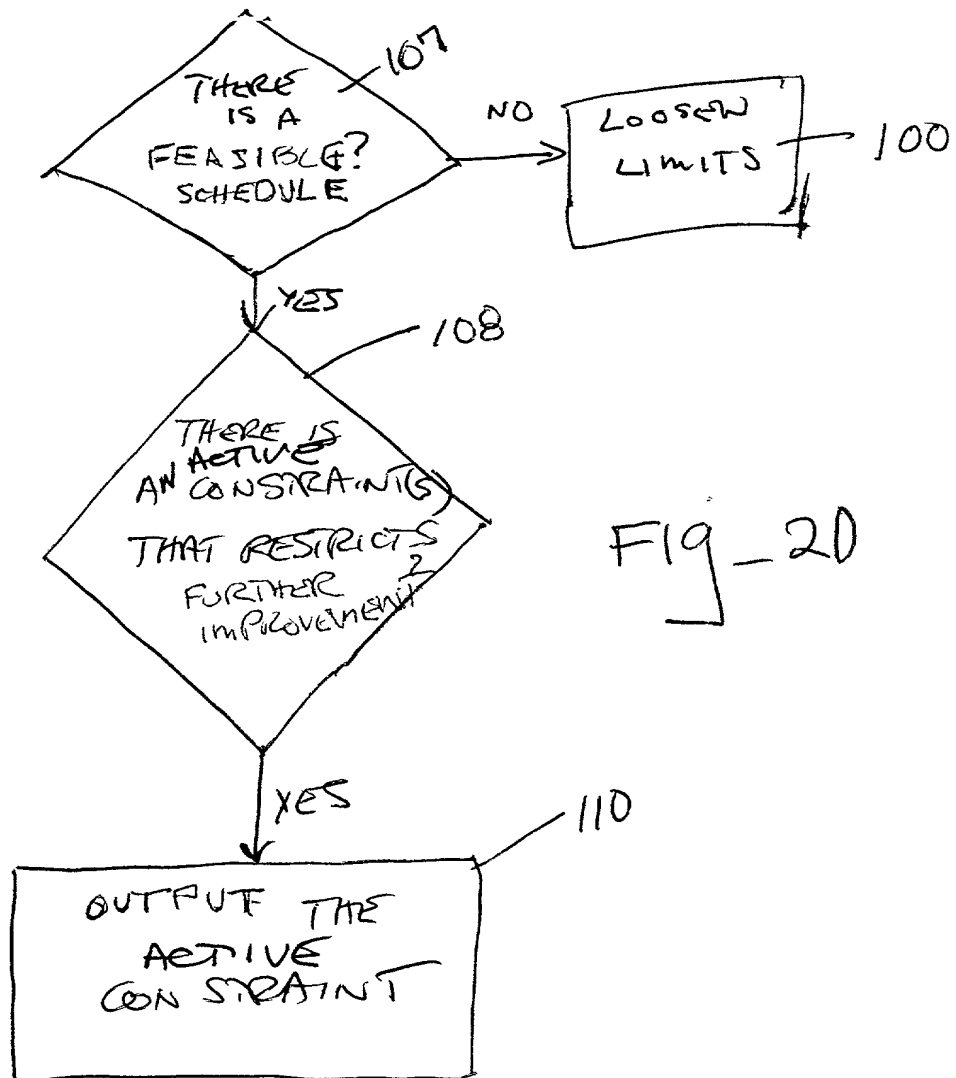 107
THERE
IS A
FEASIBLE?
SCHEDULE
NO
LOOSEN
LIMITS
100
YES
108
THERE IS
AN ACTIVE
CONSTRAINT(S)
THAT RESTRICTS
FURTHER
IMPROVEMENT?
YES
110
OUTPUT THE
ACTIVE
CONSTRAINT
Fig_2D